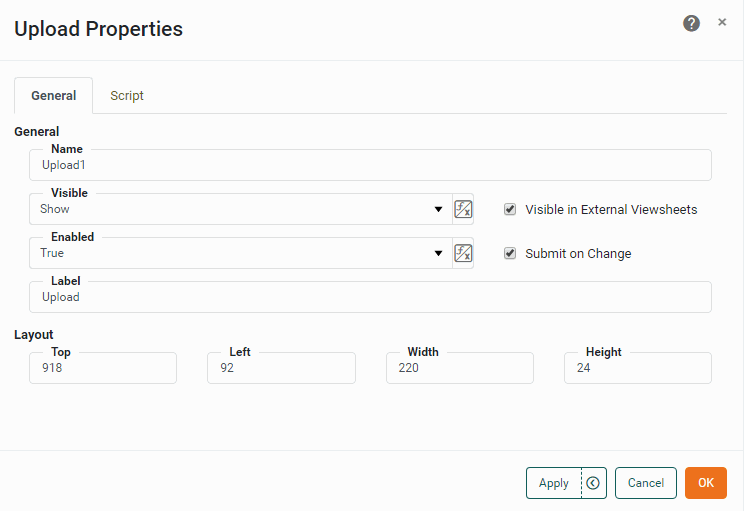 Upload Properties
?
×
General
Script
General
Name
Upload1
Visible
Show
Visible in External Viewsheets
Enabled
True
Submit on Change
Label
Upload
Layout
Top
918
Left
92
Width
220
Height
24
Apply
Cancel
OK